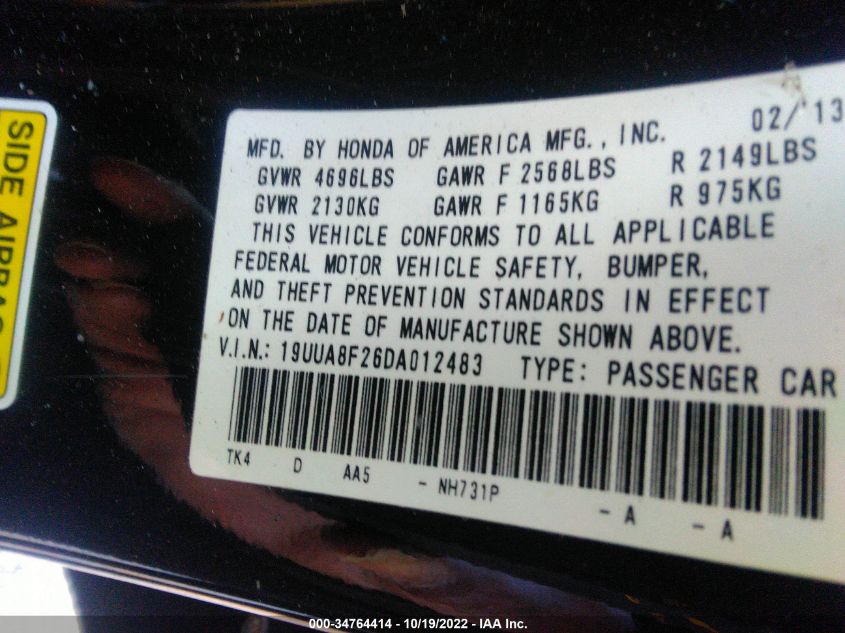 SIDE AIRBAG
MFD. BY HONDA OF AMERICA MFG., INC. 02/13
GVWR 4696LBS GAWR F 2568LBS R 2149LBS
GVWR 2130KG GAWR F 1165KG R 975KG
THIS VEHICLE CONFORMS TO ALL APPLICABLE
FEDERAL MOTOR VEHICLE SAFETY, BUMPER,
AND THEFT PREVENTION STANDARDS IN EFFECT
ON THE DATE OF MANUFACTURE SHOWN ABOVE.
V.I.N.: 19UUA8F26DA012483 TYPE: PASSENGER CAR
TK4 D AA5 - NH731P - A - A
000-34764414 - 10/19/2022 - IAA Inc.